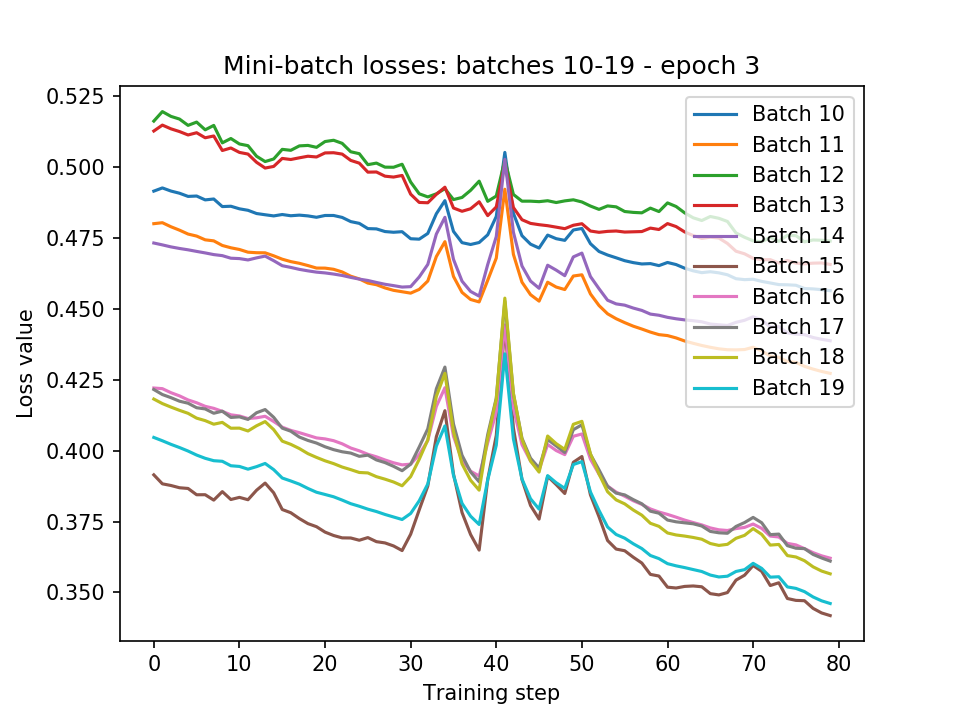 Mini-batch losses: batches 10-19 - epoch 3
Loss value
0.525
0.500
0.475
0.450
0.425
0.400
0.375
0.350
0
10
20
30
40
50
60
70
80
Training step
Batch 10
Batch 11
Batch 12
Batch 13
Batch 14
Batch 15
Batch 16
Batch 17
Batch 18
Batch 19